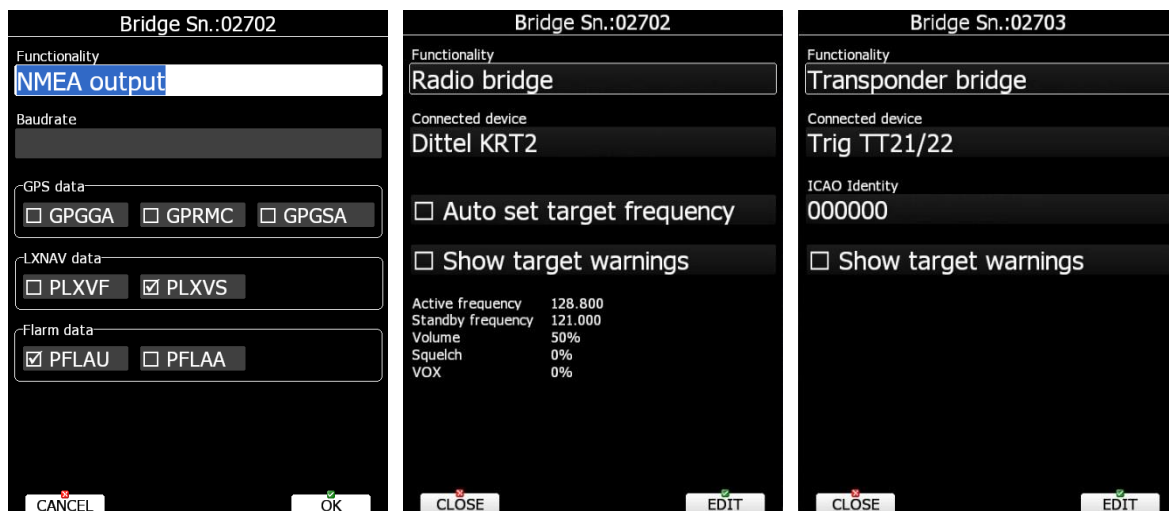 Bridge Sn.:02702
Functionality
NMEA output
Baudrate
GPS data
GPGGA GPRMC GPGSA
LXNAV data
PLXVF PLXVS
Flarm data
PFLAU PFLAA
CANCEL OK
Bridge Sn.:02702
Functionality
Radio bridge
Connected device
Dittel KRT2
Auto set target frequency
Show target warnings
Active frequency 128.800
Standby frequency 121.000
Volume 50%
Squelch 0%
VOX 0%
CLOSE EDIT
Bridge Sn.:02703
Functionality
Transponder bridge
Connected device
Trig TT21/22
ICAO Identity
000000
Show target warnings
CLOSE EDIT